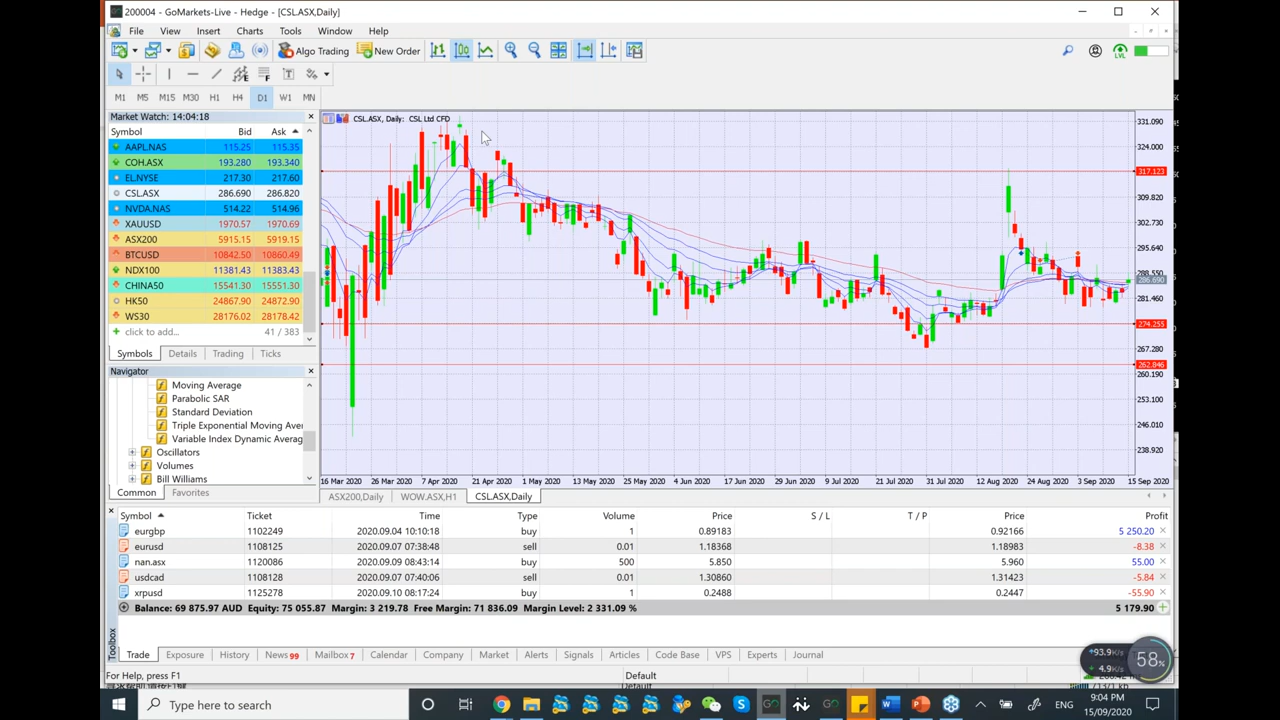 200004 - GoMarkets-Live - Hedge - [CSL.ASX,Daily]
File View Insert Charts Tools Window Help
Algo Trading New Order
M1 M5 M15 M30 H1 H4 D1 W1 MN
Market Watch: 14:04:18
Symbol Bid Ask
AAPL.NAS 115.25 115.35
COH.ASX 193.280 193.340
EL.NYSE 217.30 217.60
CSL.ASX 286.690 286.820
NVDA.NAS 514.22 514.96
XAUUSD 1970.57 1970.69
ASX200 5915.15 5919.15
BTCUSD 10842.50 10860.49
NDX100 11381.43 11383.43
CHINA50 15541.30 15551.30
HK50 24867.90 24872.90
WS30 28176.02 28178.42
click to add... 41 / 383
Symbols Details Trading Ticks
Navigator
Moving Average
Parabolic SAR
Standard Deviation
Triple Exponential Moving Aver
Variable Index Dynamic Averag
Oscillators
Volumes
Bill Williams
Common Favorites
CSL.ASX, Daily: CSL Ltd CFD
331.090
324.000
317.123
309.820
302.730
295.640
288.550
286.690
281.460
274.255
267.280
262.846
260.190
253.100
246.010
238.920
16 Mar 2020 26 Mar 2020 7 Apr 2020 21 Apr 2020 1 May 2020 13 May 2020 25 May 2020 4 Jun 2020 17 Jun 2020 29 Jun 2020 9 Jul 2020 21 Jul 2020 31 Jul 2020 12 Aug 2020 24 Aug 2020 3 Sep 2020 15 Sep 2020
ASX200,Daily WOW.ASX,H1 CSL.ASX,Daily
Symbol Ticket Time Type Volume Price S / L T / P Price Profit
eurgbp 1102249 2020.09.04 10:10:18 buy 1 0.89183 0.92166 5 250.20
eurusd 1108125 2020.09.07 07:38:48 sell 0.01 1.18368 1.18983 -8.38
nan.asx 1120086 2020.09.09 08:43:14 buy 500 5.850 5.960 55.00
usdcad 1108128 2020.09.07 07:40:06 sell 0.01 1.30860 1.31423 -5.84
xrpusd 1125278 2020.09.10 08:17:24 buy 1 0.2488 0.2447 -55.90
Balance: 69 875.97 AUD Equity: 75 055.87 Margin: 3 219.78 Free Margin: 71 836.09 Margin Level: 2 331.09 % 5 179.90
Toolbox
Trade Exposure History News 99 Mailbox 7 Calendar Company Market Alerts Signals Articles Code Base VPS Experts Journal
+93.9K/s
4.9K/s
58%
For Help, press F1 Default
Default
Type here to search
ENG
9:04 PM
15/09/2020